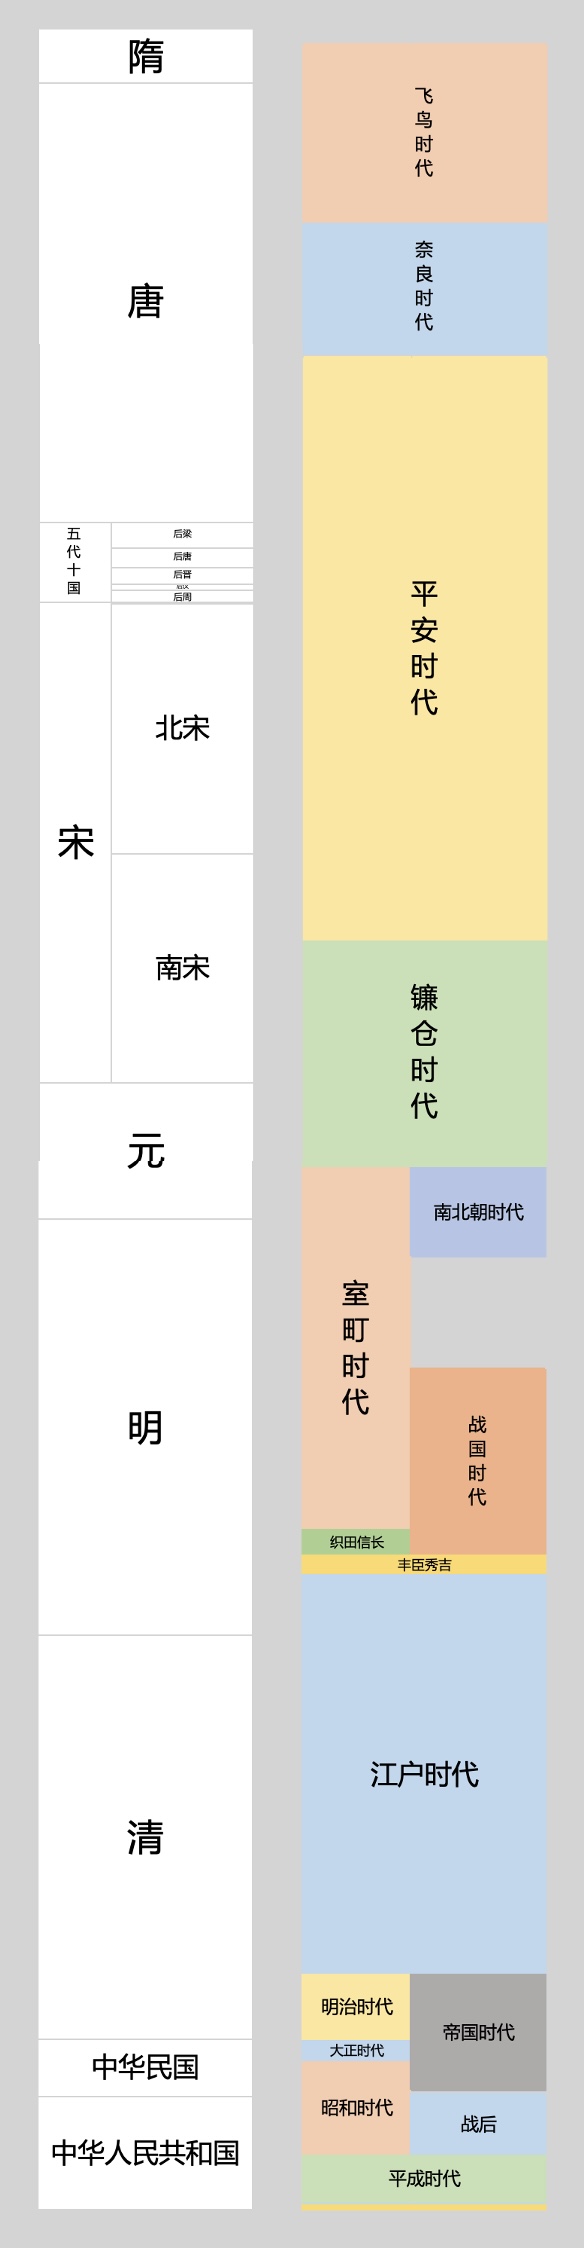 隋
唐
五代十国
后梁
后唐
后晋
后周
宋
北宋
南宋
元
明
清
中华民国
中华人民共和国
飞鸟时代
奈良时代
平安时代
镰仓时代
室町时代
南北朝时代
战国时代
织田信长
丰臣秀吉
江户时代
明治时代
帝国时代
大正时代
昭和时代
战后
平成时代